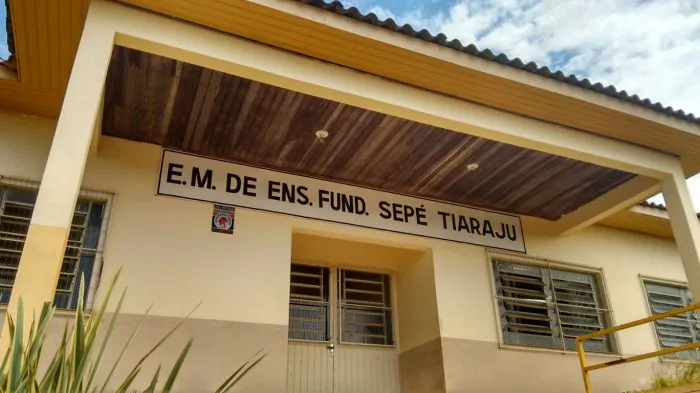 E.M. DE ENS. FUND. SEPÉ TIARAJU